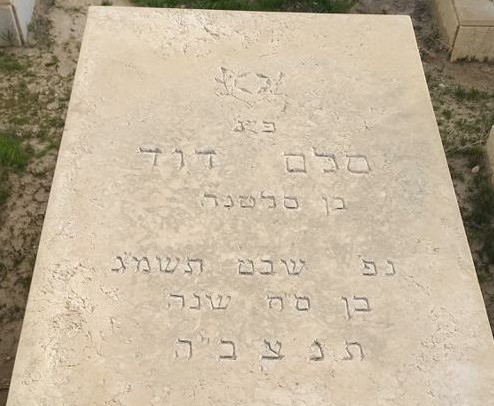 פ״נ
סלם דוד
בן סלטנה
נפ׳ שבט תשמ״ג
בן שנה
ת נ צ ב״ה